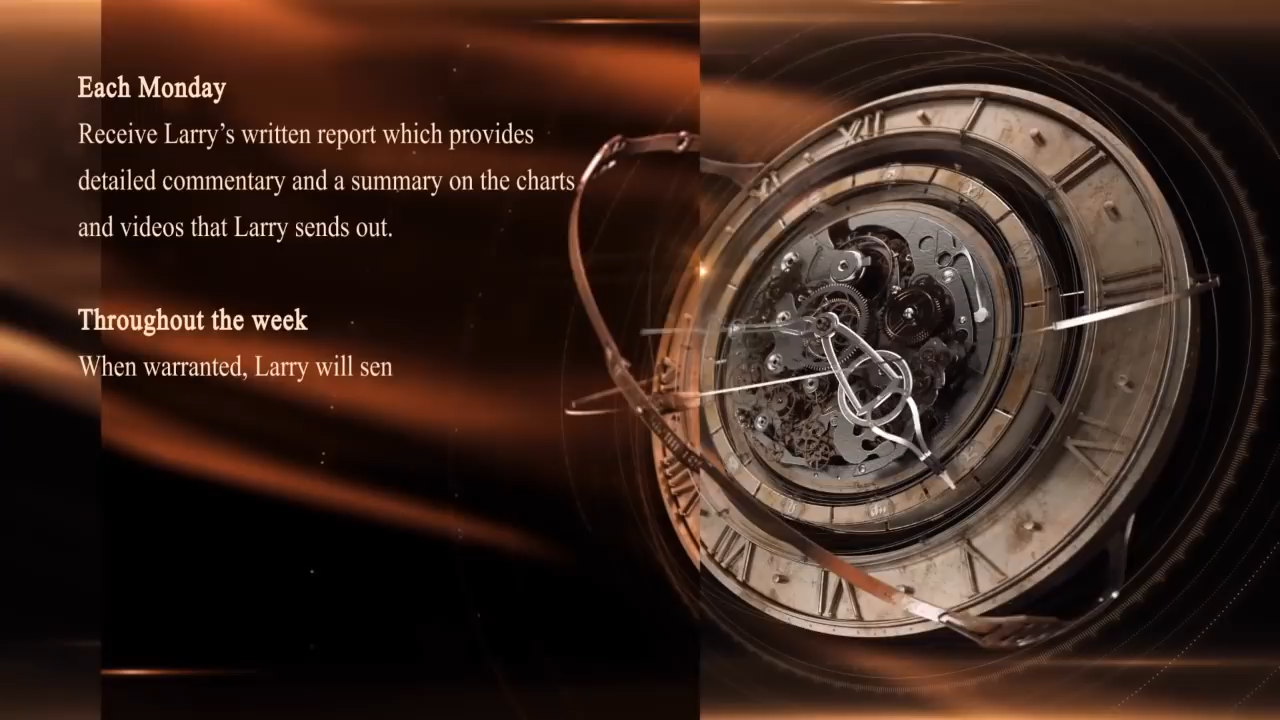 Each Monday
Receive Larry’s written report which provides
detailed commentary and a summary on the charts
and videos that Larry sends out.
Throughout the week
When warranted, Larry will sen